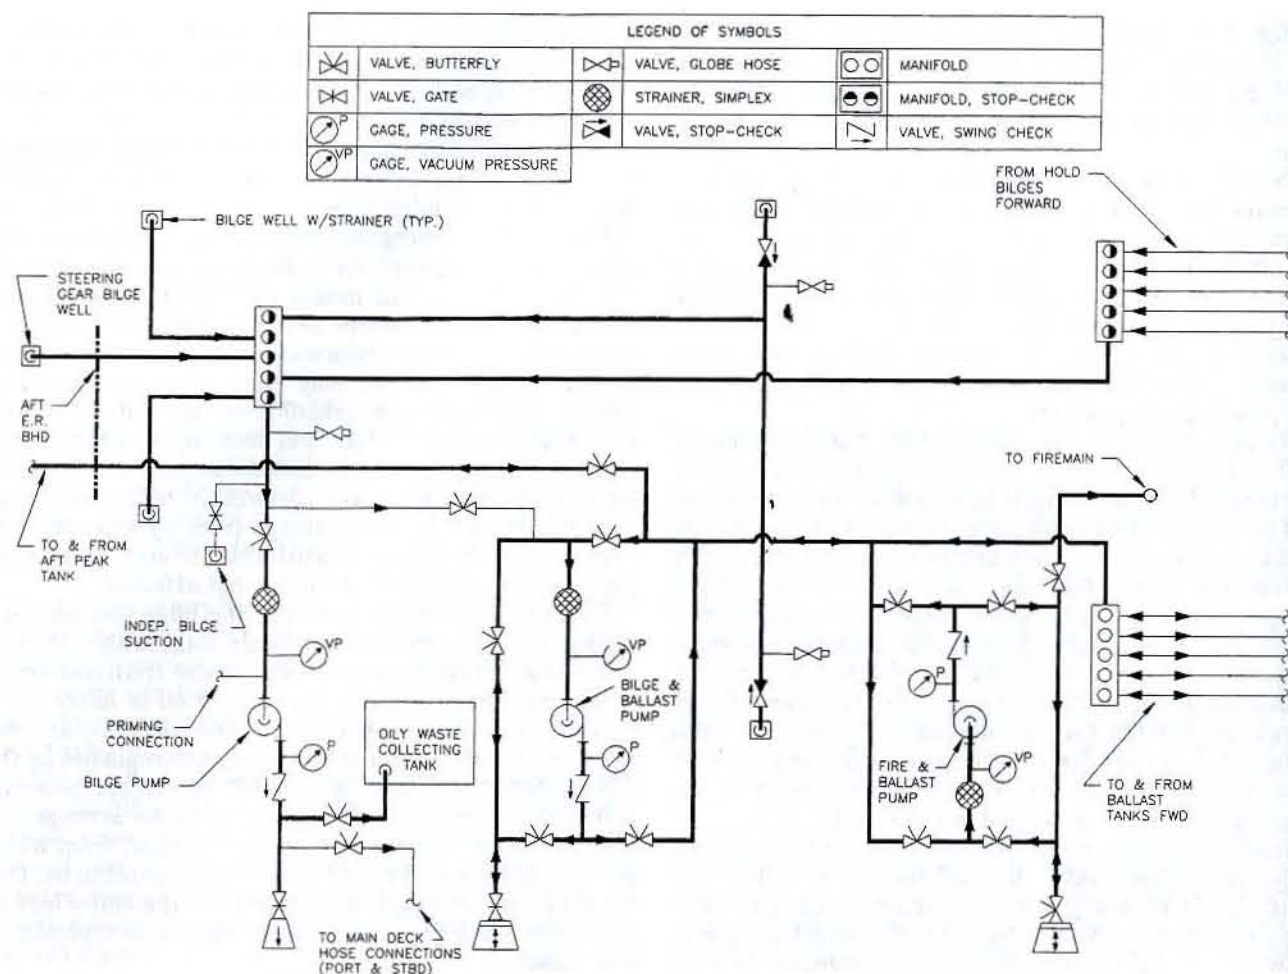 LEGEND OF SYMBOLS
VALVE, BUTTERFLY
VALVE, GLOBE HOSE
MANIFOLD
VALVE, GATE
STRAINER, SIMPLEX
MANIFOLD, STOP-CHECK
P
GAGE, PRESSURE
VALVE, STOP-CHECK
VALVE, SWING CHECK
VP
GAGE, VACUUM PRESSURE
FROM HOLD
BILGES
FORWARD
BILGE WELL W/STRAINER (TYP.)
STEERING
GEAR BILGE
WELL
AFT
E.R.
BHD
TO FIREMAIN
TO & FROM
AFT PEAK
TANK
INDEP. BILGE
SUCTION
VP
VP
P
VP
BILGE &
BALLAST
PUMP
PRIMING
CONNECTION
OILY WASTE
COLLECTING
TANK
P
P
BILGE PUMP
FIRE &
BALLAST
PUMP
TO & FROM
BALLAST
TANKS FWD
TO MAIN DECK
HOSE CONNECTIONS
(PORT & STBD)